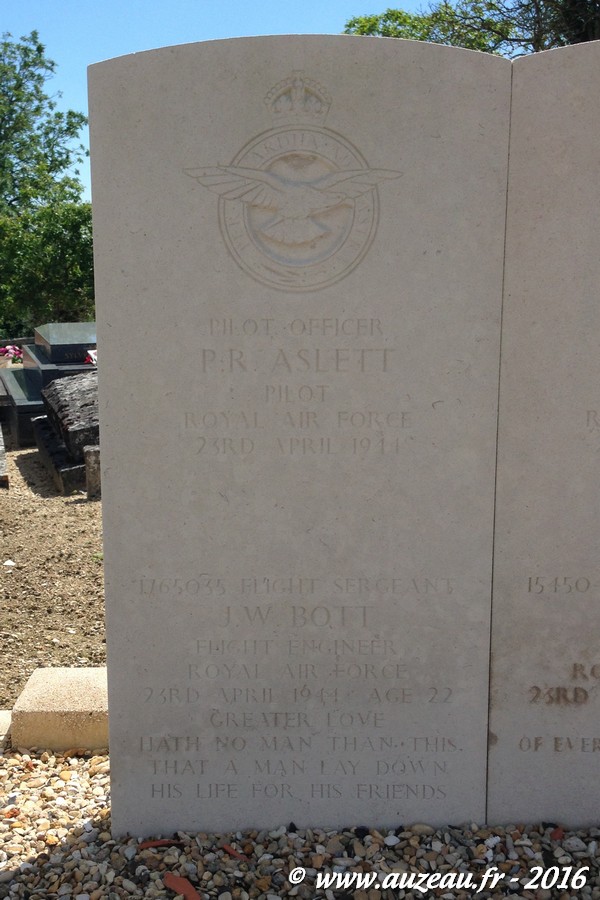 PILOT OFFICER
P.R. ASLETT
PILOT
ROYAL AIR FORCE
23RD APRIL 1944
1765035 FLIGHT SERGEANT
J.W. BOTT
FLIGHT ENGINEER
ROYAL AIR FORCE
23RD APRIL 1944 AGE 22
GREATER LOVE
HATH NO MAN THAN THIS,
THAT A MAN LAY DOWN
HIS LIFE FOR HIS FRIENDS
15450
23RD
OF EVER
© www.auzeau.fr - 2016